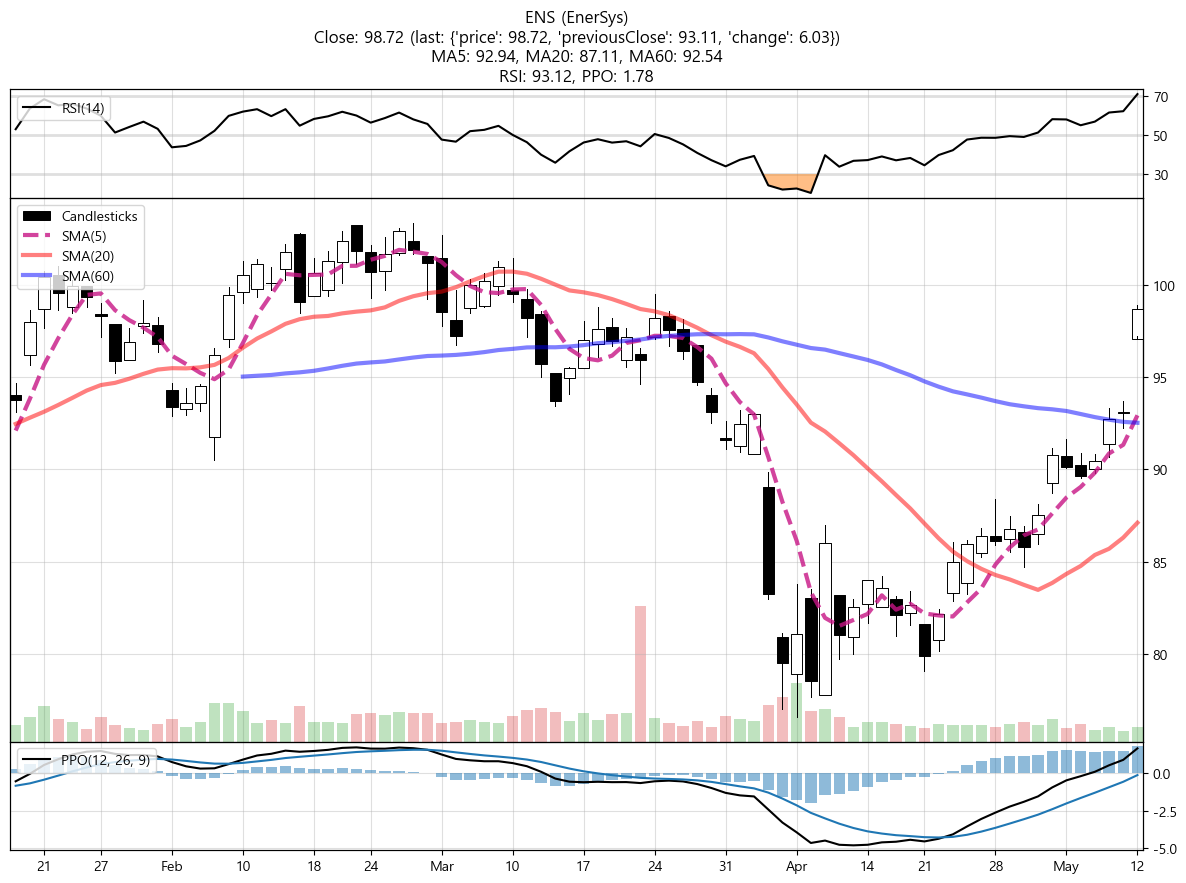 ENS (EnerSys)
Close: 98.72 (last: {'price': 98.72, 'previousClose': 93.11, 'change': 6.03})
MA5: 92.94, MA20: 87.11, MA60: 92.54
RSI: 93.12, PPO: 1.78
RSI(14)
70
50
30
Candlesticks
SMA(5)
SMA(20)
SMA(60)
100
95
90
85
80
PPO(12, 26, 9)
0.0
-2.5
-5.0
21 27 Feb 10 18 24 Mar 10 17 24 31 Apr 14 21 28 May 12